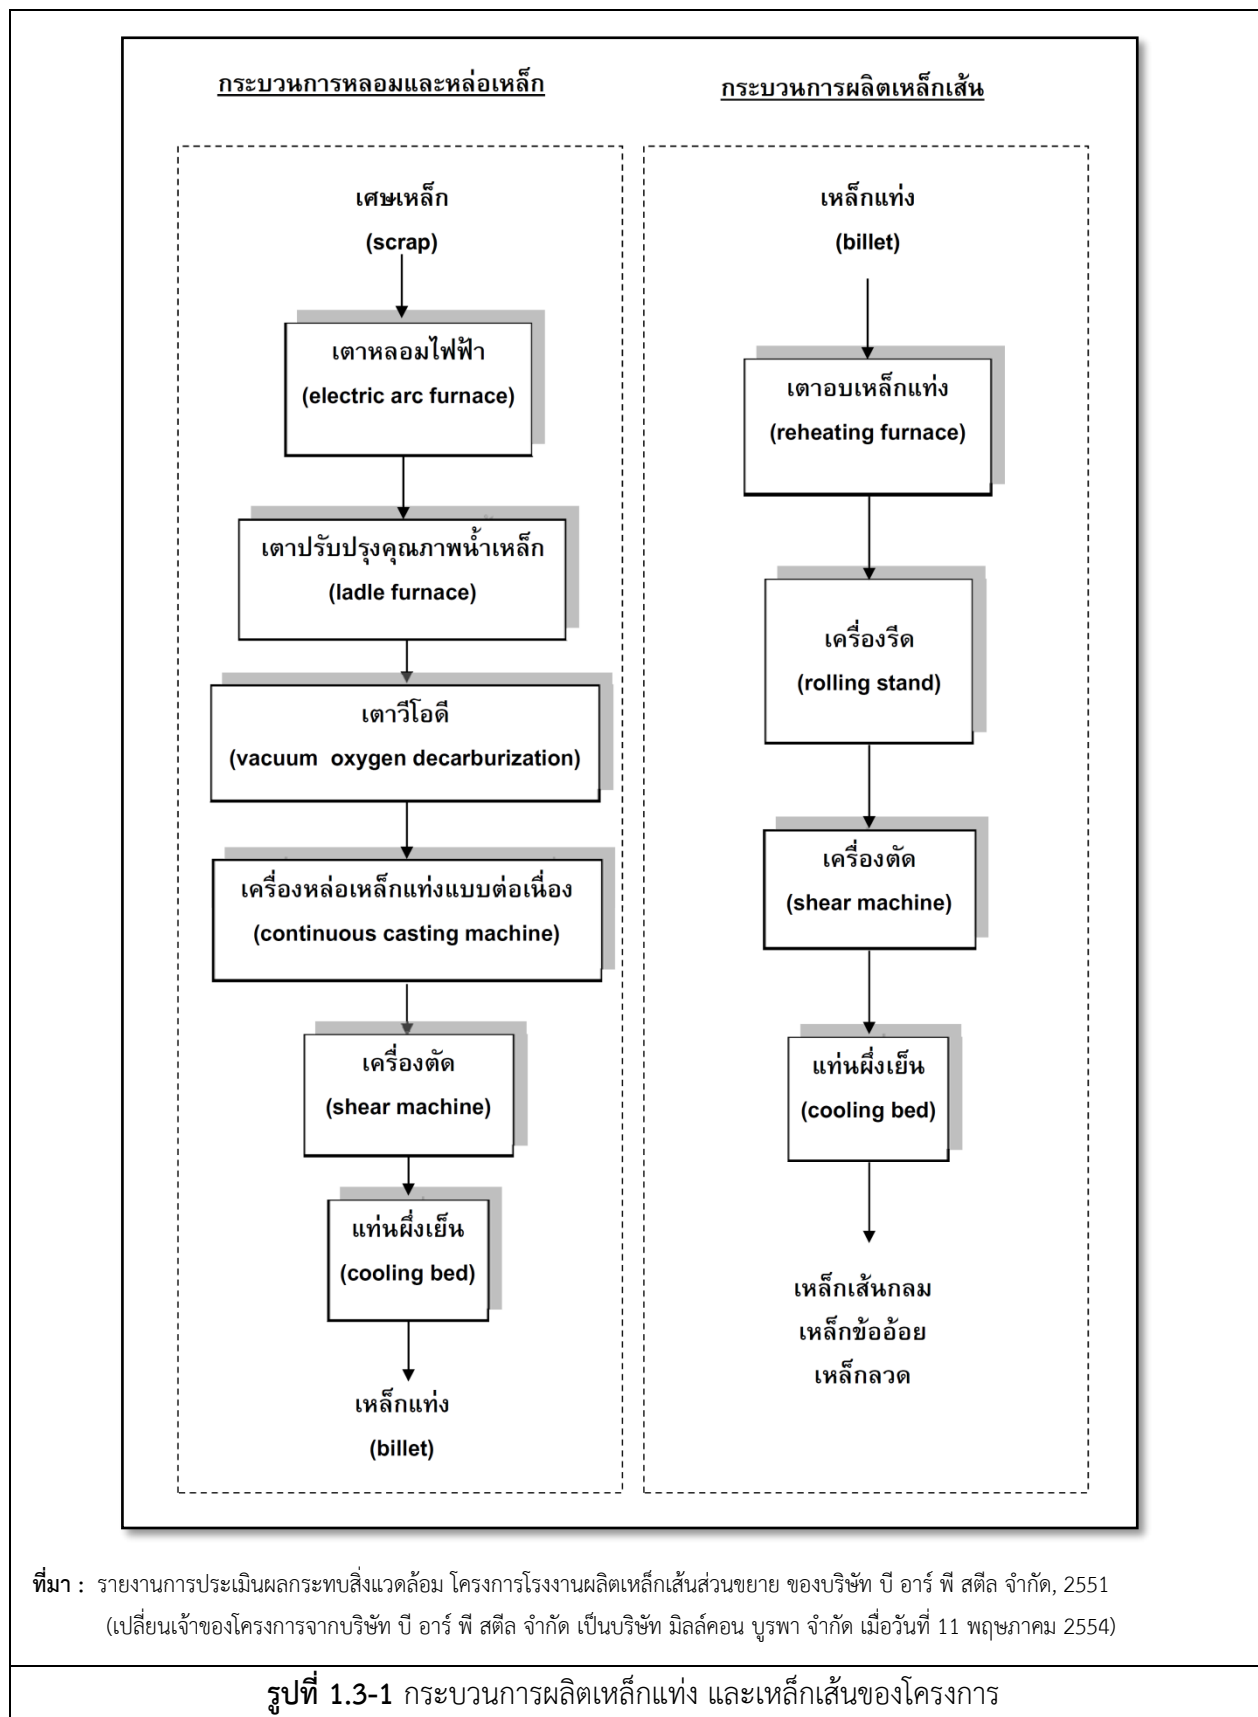 กระบวนการหลอมและหล่อเหล็ก
เศษเหล็ก
(scrap)
เตาหลอมไฟฟ้า
(electric arc furnace)
เตาปรับปรุงคุณภาพน้ำเหล็ก
(ladle furnace)
เตาวีโอดี
(vacuum oxygen decarburization)
เครื่องหล่อเหล็กแท่งแบบต่อเนื่อง
(continuous casting machine)
เครื่องตัด
(shear machine)
แท่นผึ่งเย็น
(cooling bed)
เหล็กแท่ง
(billet)
กระบวนการผลิตเหล็กเส้น
เหล็กแท่ง
(billet)
เตาอบเหล็กแท่ง
(reheating furnace)
เครื่องรีด
(rolling stand)
เครื่องตัด
(shear machine)
แท่นผึ่งเย็น
(cooling bed)
เหล็กเส้นกลม
เหล็กข้ออ้อย
เหล็กลวด
ที่มา : รายงานการประเมินผลกระทบสิ่งแวดล้อม โครงการโรงงานผลิตเหล็กเส้นส่วนขยาย ของบริษัท บี อาร์ พี สตีล จำกัด, 2551
(เปลี่ยนเจ้าของโครงการจากบริษัท บี อาร์ พี สตีล จำกัด เป็นบริษัท มิลล์คอน บูรพา จำกัด เมื่อวันที่ 11 พฤษภาคม 2554)
รูปที่ 1.3-1 กระบวนการผลิตเหล็กแท่ง และเหล็กเส้นของโครงการ